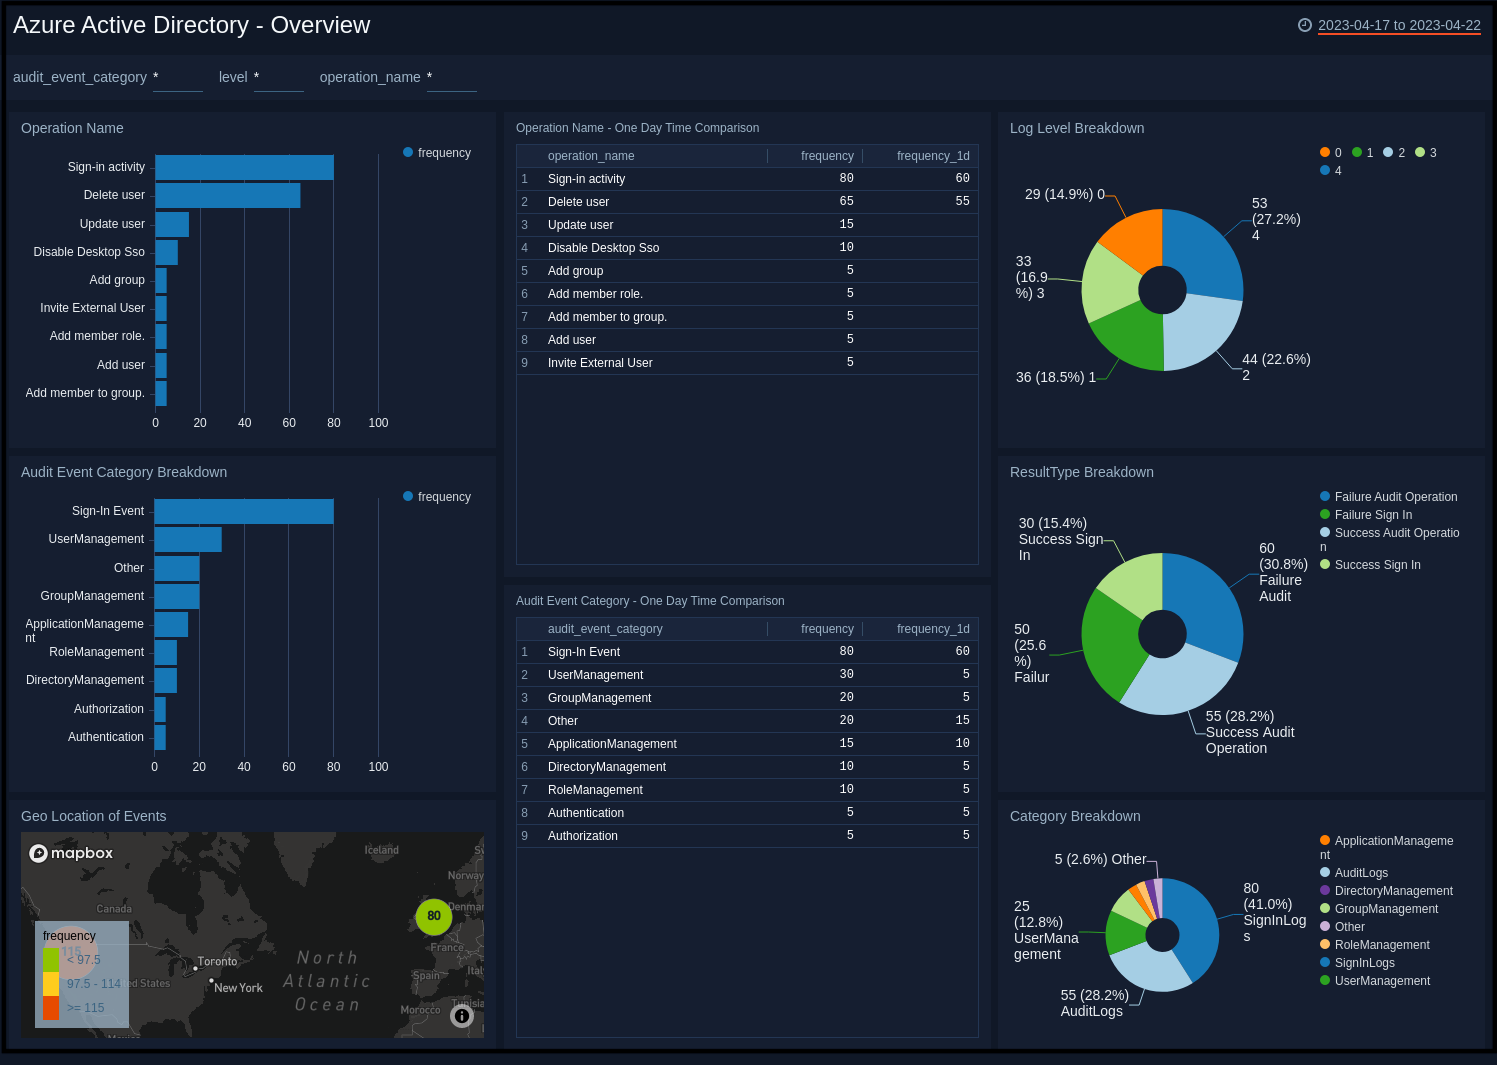 Azure Active Directory - Overview
2023-04-17 to 2023-04-22
audit_event_category * level * operation_name *
Operation Name
frequency
Sign-in activity
Delete user
Update user
Disable Desktop Sso
Add group
Invite External User
Add member role.
Add user
Add member to group.
0 20 40 60 80 100
Operation Name - One Day Time Comparison
operation_name frequency frequency_1d
1 Sign-in activity 80 60
2 Delete user 65 55
3 Update user 15
4 Disable Desktop Sso 10
5 Add group 5
6 Add member role. 5
7 Add member to group. 5
8 Add user 5
9 Invite External User 5
Log Level Breakdown
0 1 2 3
4
29 (14.9%) 0
53
(27.2%)
4
33
(16.9
%) 3
44 (22.6%)
2
36 (18.5%) 1
Audit Event Category Breakdown
frequency
Sign-In Event
UserManagement
Other
GroupManagement
ApplicationManageme
nt
RoleManagement
DirectoryManagement
Authorization
Authentication
0 20 40 60 80 100
Audit Event Category - One Day Time Comparison
audit_event_category frequency frequency_1d
1 Sign-In Event 80 60
2 UserManagement 30 5
3 GroupManagement 20 5
4 Other 20 15
5 ApplicationManagement 15 10
6 DirectoryManagement 10 5
7 RoleManagement 10 5
8 Authentication 5 5
9 Authorization 5 5
ResultType Breakdown
Failure Audit Operation
Failure Sign In
Success Audit Operatio
n
Success Sign In
30 (15.4%)
Success Sign
In
60
(30.8%)
Failure
Audit
50
(25.6
%)
Failur
55 (28.2%)
Success Audit
Operation
Geo Location of Events
mapbox
Iceland
Norway
Canada
Denmar
80
France
Spain
Ital
Tunisia
Morocco
Toronto
New York
d States
North
Atlantic
Ocean
frequency
115
< 97.5
97.5 - 114
>= 115
Category Breakdown
ApplicationManageme
nt
AuditLogs
DirectoryManagement
GroupManagement
Other
RoleManagement
SignInLogs
UserManagement
5 (2.6%) Other
80
(41.0%)
SignInLog
s
25
(12.8%)
UserMana
gement
55 (28.2%)
AuditLogs